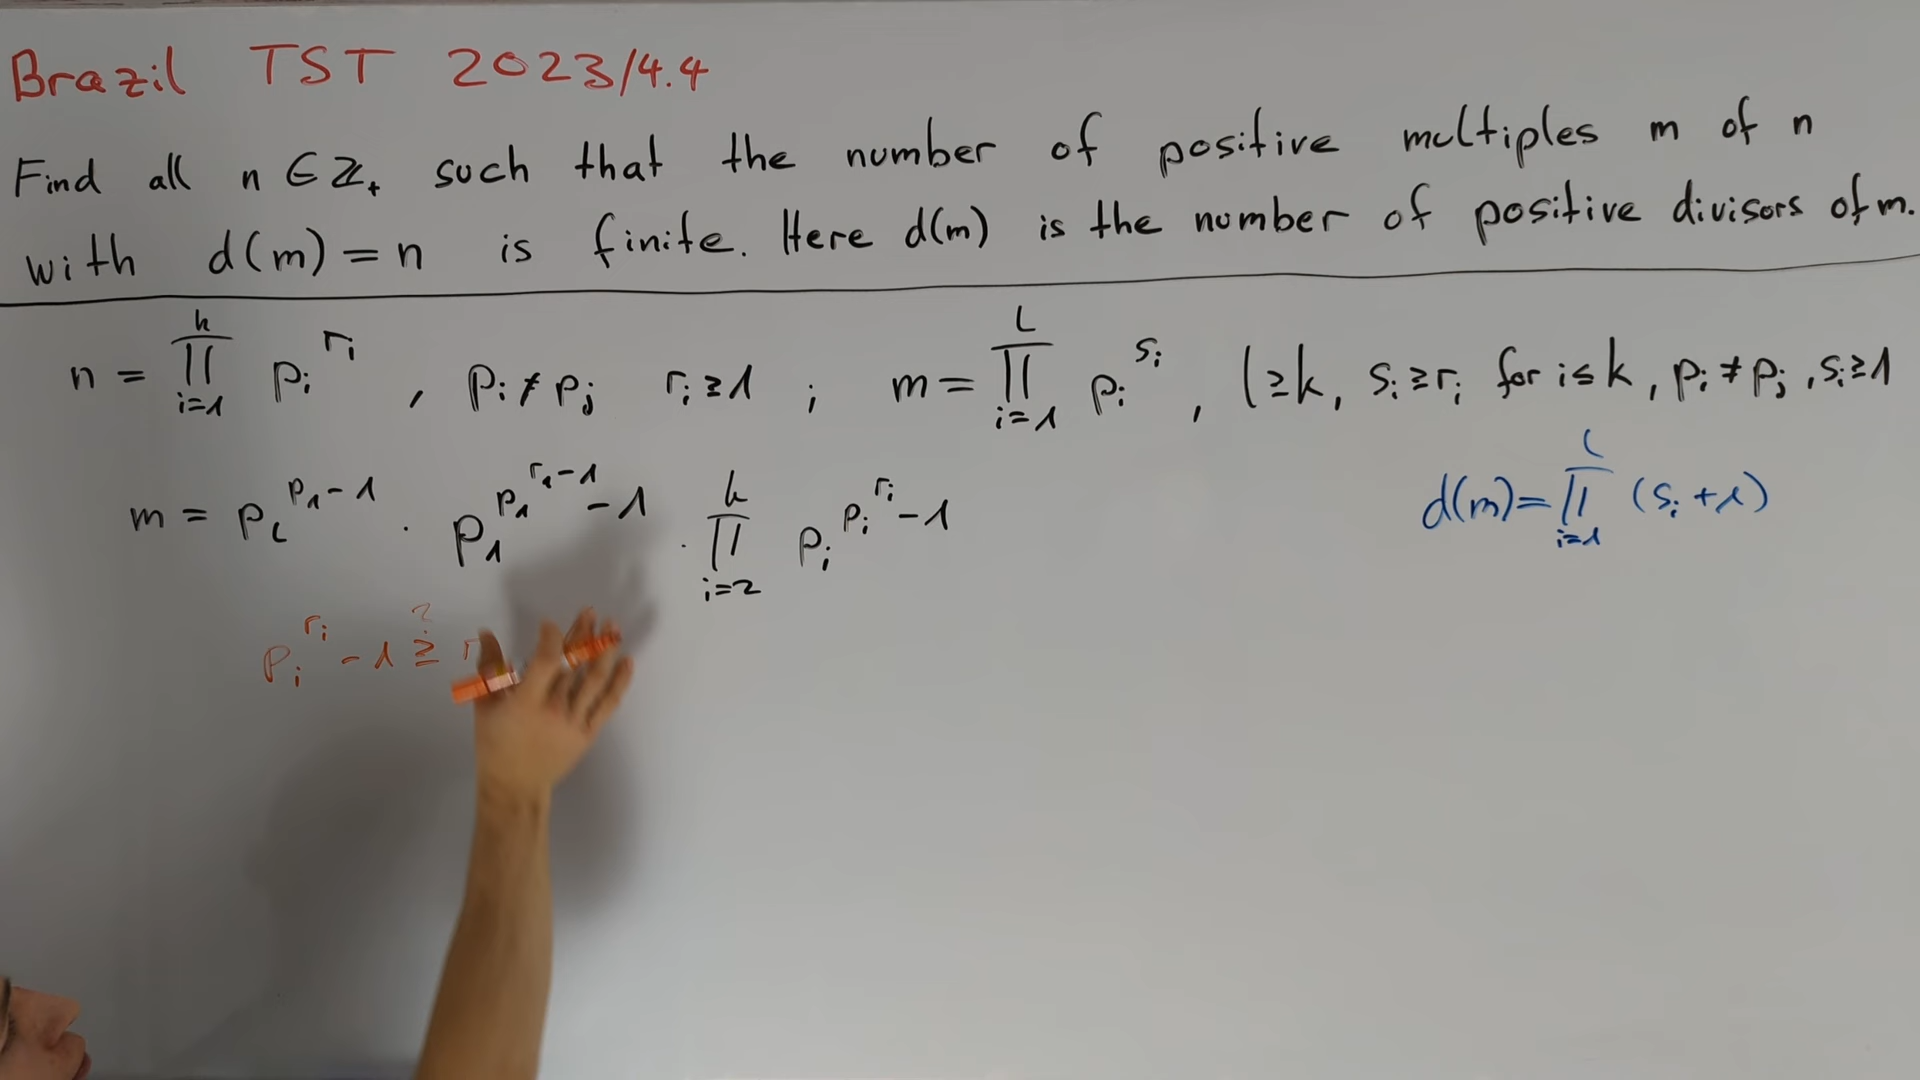 Brazil TST 2023/4.4
Find all n ∈ ℤ₊ such that the number of positive multiples m of n
with d(m) = n is finite. Here d(m) is the number of positive divisors of m.
n = ∏_{i=1}^{k} p_i^{r_i} , p_i ≠ p_j r_i ≥ 1 ; m = ∏_{i=1}^{l} p_i^{s_i} , l ≥ k, s_i ≥ r_i for i ≤ k, p_i ≠ p_j , s_i ≥ 1
m = p_l^{p_1 - 1} · p_1^{p_1^{r_1 - 1} - 1} · ∏_{i=2}^{k} p_i^{p_i^{r_i} - 1} d(m) = ∏_{i=1}^{l} (s_i + 1)
p_i^{r_i} - 1 ≥^{?} r